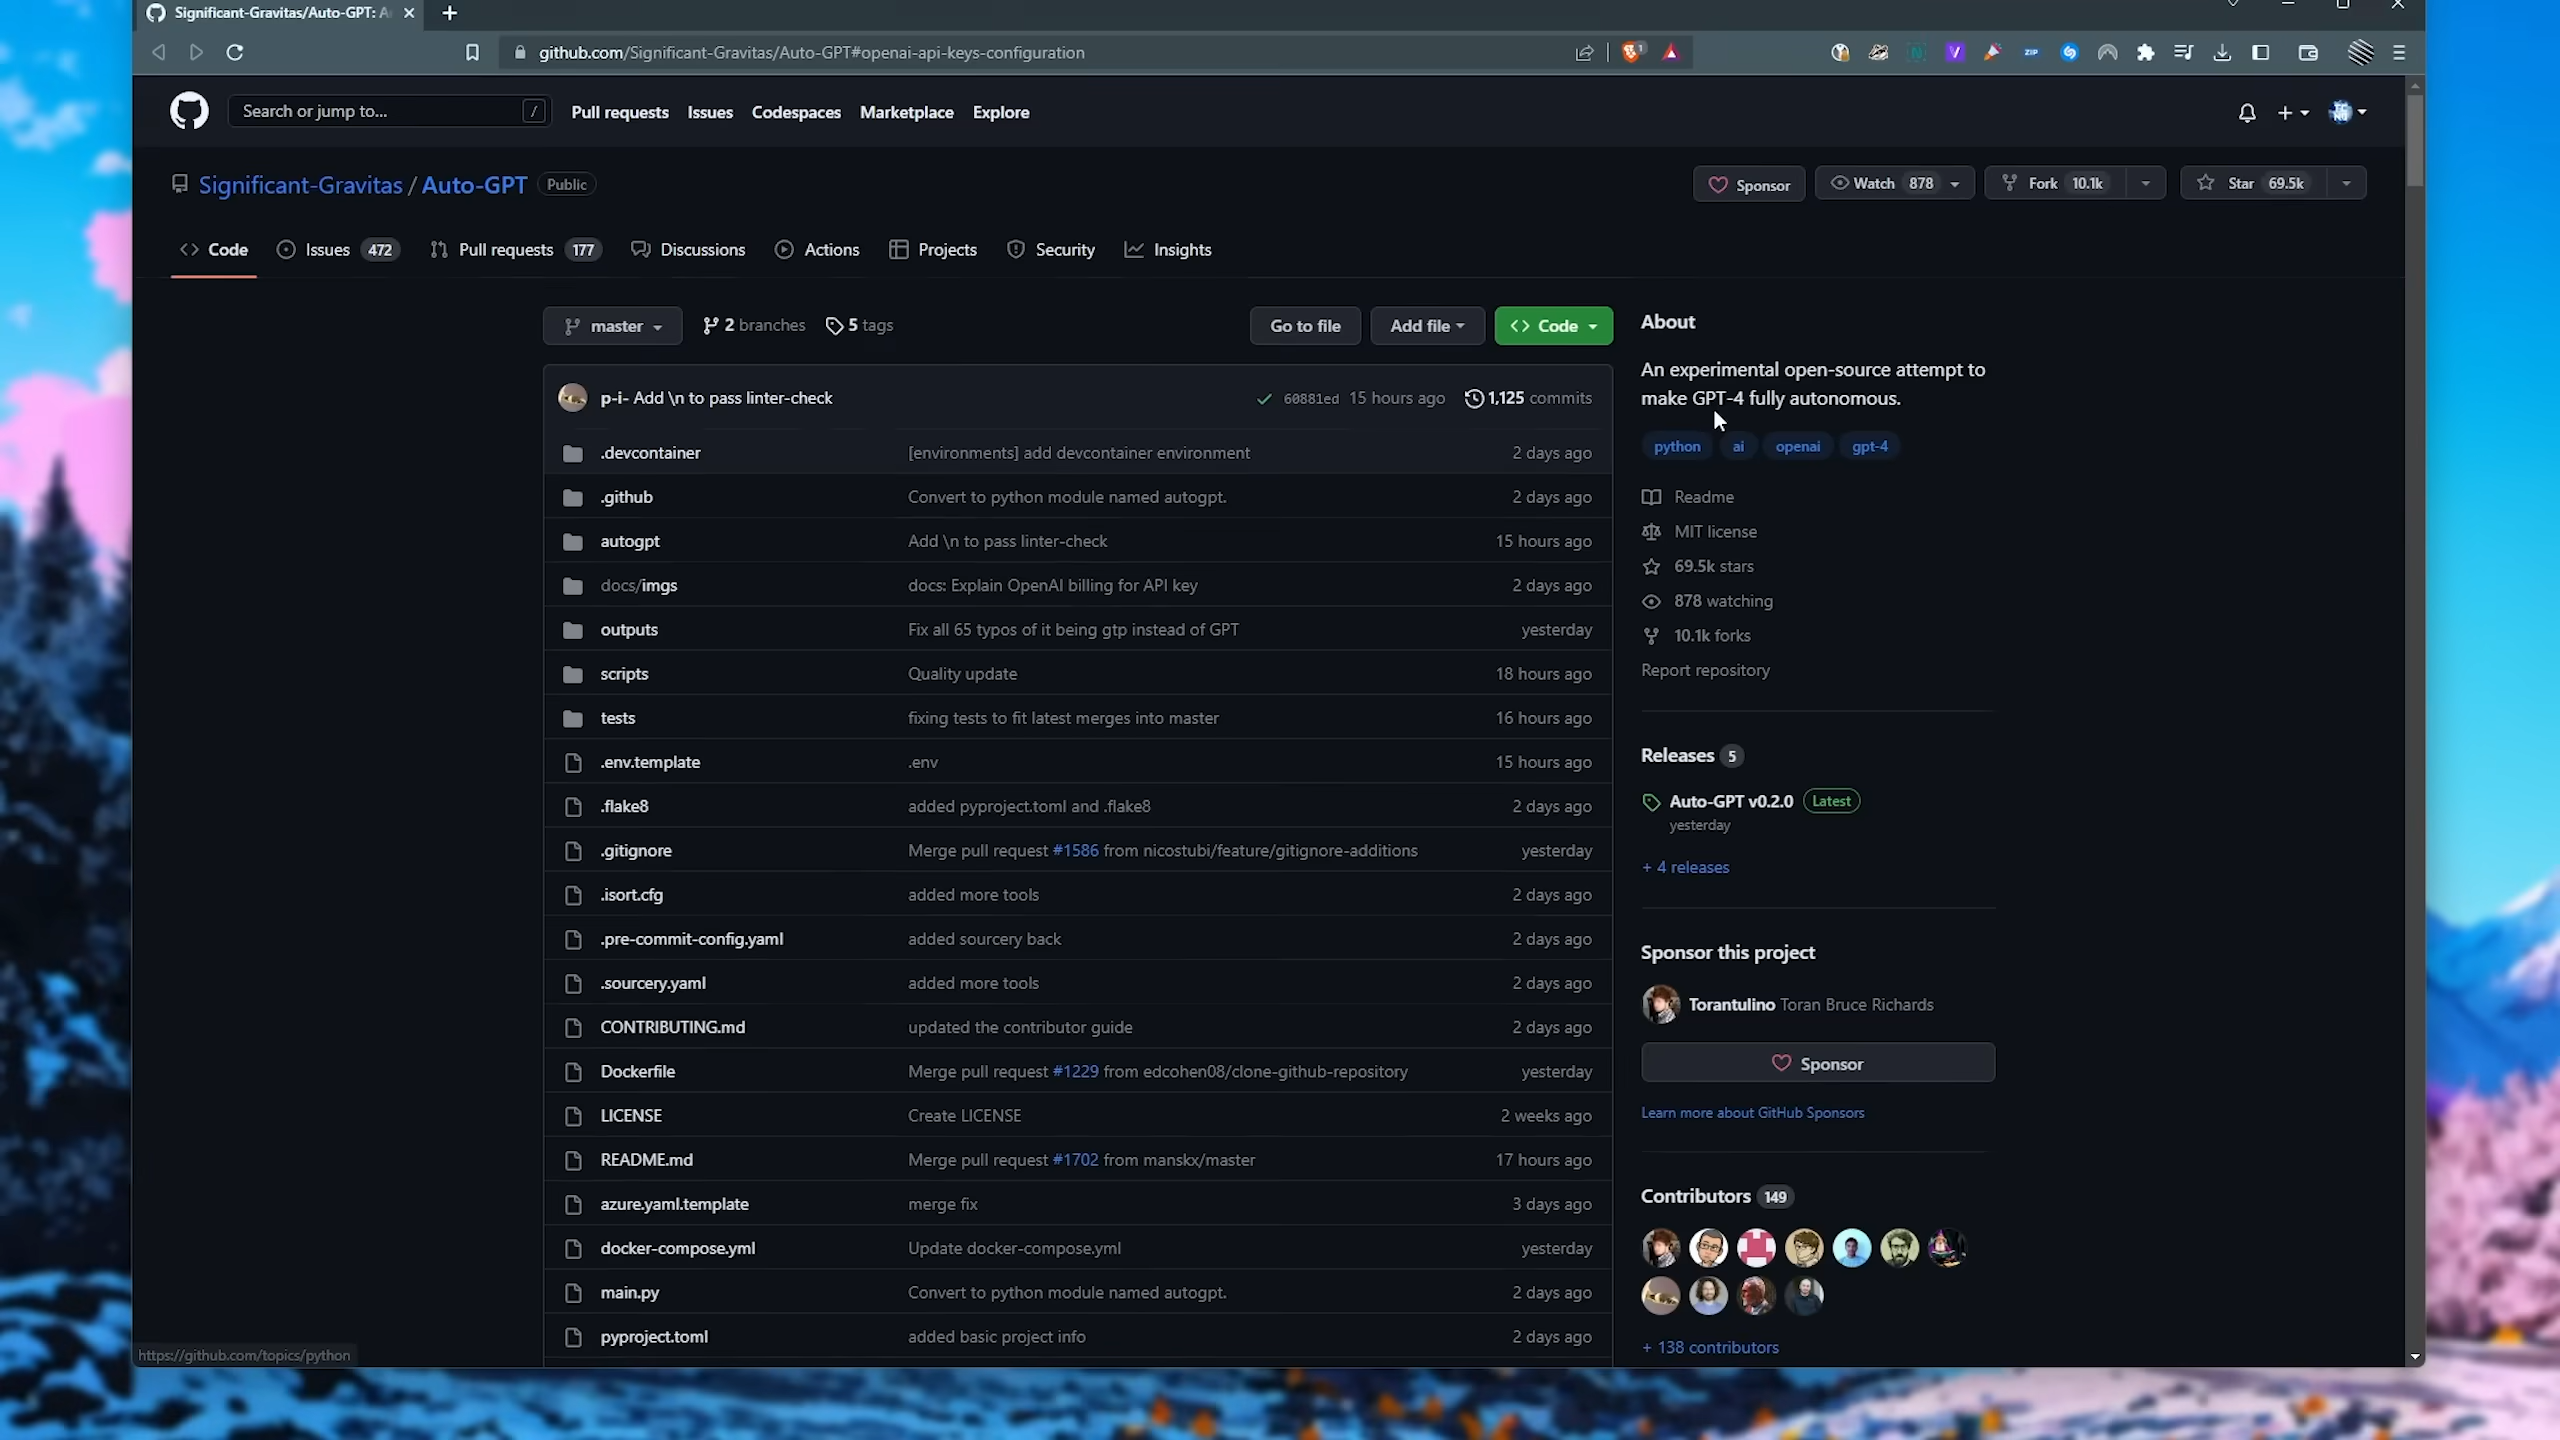 Significant-Gravitas/Auto-GPT: A
github.com/Significant-Gravitas/Auto-GPT#openai-api-keys-configuration
1
ZIP
Search or jump to... /
Pull requests Issues Codespaces Marketplace Explore
Significant-Gravitas / Auto-GPT Public
Sponsor Watch 878 Fork 10.1k Star 69.5k
Code Issues 472 Pull requests 177 Discussions Actions Projects Security Insights
master 2 branches 5 tags Go to file Add file Code
p-i- Add \n to pass linter-check 60881ed 15 hours ago 1,125 commits
.devcontainer [environments] add devcontainer environment 2 days ago
.github Convert to python module named autogpt. 2 days ago
autogpt Add \n to pass linter-check 15 hours ago
docs/imgs docs: Explain OpenAI billing for API key 2 days ago
outputs Fix all 65 typos of it being gtp instead of GPT yesterday
scripts Quality update 18 hours ago
tests fixing tests to fit latest merges into master 16 hours ago
.env.template .env 15 hours ago
.flake8 added pyproject.toml and .flake8 2 days ago
.gitignore Merge pull request #1586 from nicostubi/feature/gitignore-additions yesterday
.isort.cfg added more tools 2 days ago
.pre-commit-config.yaml added sourcery back 2 days ago
.sourcery.yaml added more tools 2 days ago
CONTRIBUTING.md updated the contributor guide 2 days ago
Dockerfile Merge pull request #1229 from edcohen08/clone-github-repository yesterday
LICENSE Create LICENSE 2 weeks ago
README.md Merge pull request #1702 from manskx/master 17 hours ago
azure.yaml.template merge fix 3 days ago
docker-compose.yml Update docker-compose.yml yesterday
main.py Convert to python module named autogpt. 2 days ago
pyproject.toml added basic project info 2 days ago
About
An experimental open-source attempt to
make GPT-4 fully autonomous.
python ai openai gpt-4
Readme
MIT license
69.5k stars
878 watching
10.1k forks
Report repository
Releases 5
Auto-GPT v0.2.0 Latest
yesterday
+ 4 releases
Sponsor this project
Torantulino Toran Bruce Richards
Sponsor
Learn more about GitHub Sponsors
Contributors 149
+ 138 contributors
https://github.com/topics/python